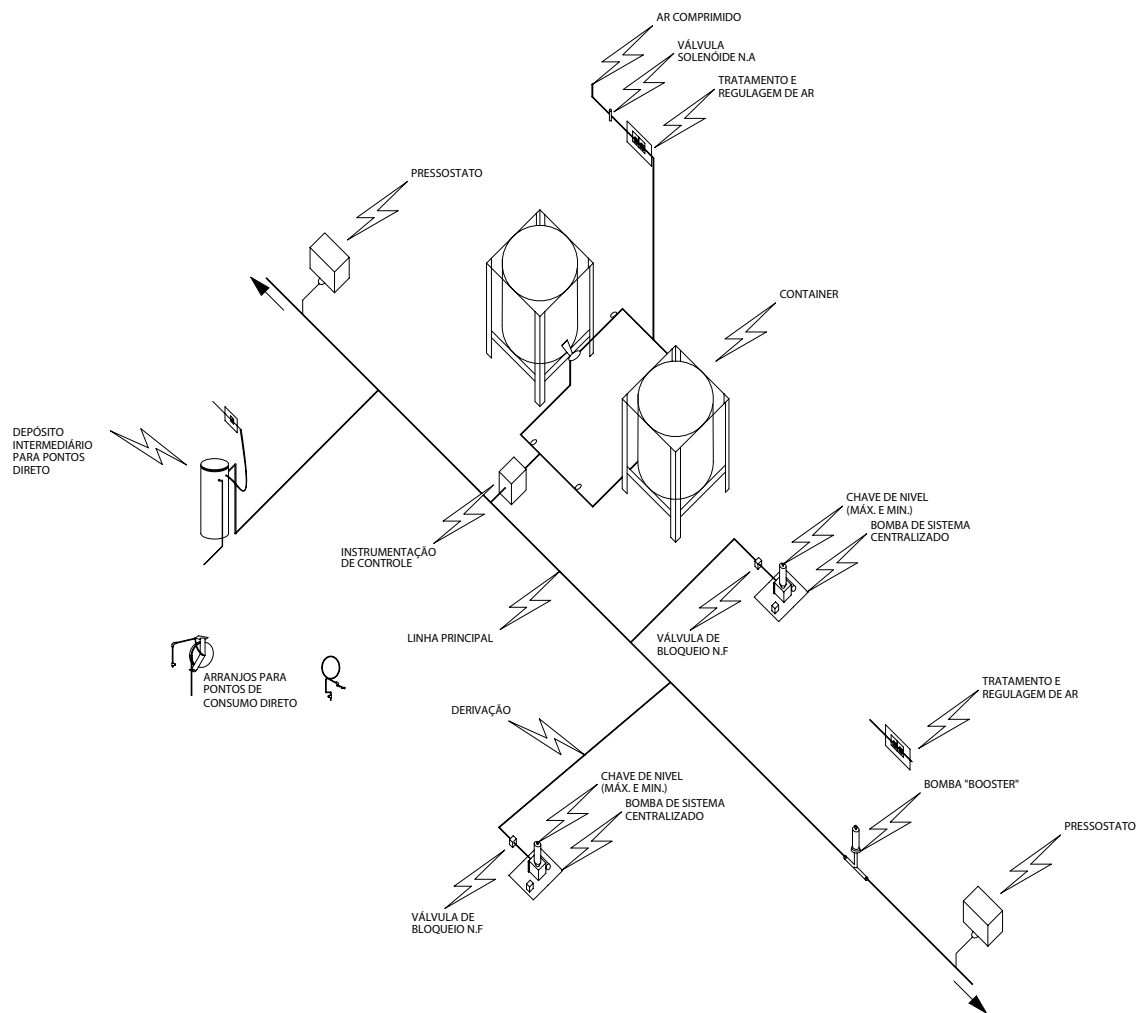 AR COMPRIMIDO
VÁLVULA
SOLENÓIDE N.A
TRATAMENTO E
REGULAGEM DE AR
PRESSOSTATO
CONTAINER
DEPÓSITO
INTERMEDIÁRIO
PARA PONTOS
DIRETO
CHAVE DE NIVEL
(MÁX. E MIN.)
BOMBA DE SISTEMA
CENTRALIZADO
INSTRUMENTAÇÃO
DE CONTROLE
LINHA PRINCIPAL
VÁLVULA DE
BLOQUEIO N.F
ARRANJOS PARA
PONTOS DE
CONSUMO DIRETO
TRATAMENTO E
REGULAGEM DE AR
DERIVAÇÃO
CHAVE DE NIVEL
(MÁX. E MIN.)
BOMBA DE SISTEMA
CENTRALIZADO
BOMBA "BOOSTER"
PRESSOSTATO
VÁLVULA DE
BLOQUEIO N.F